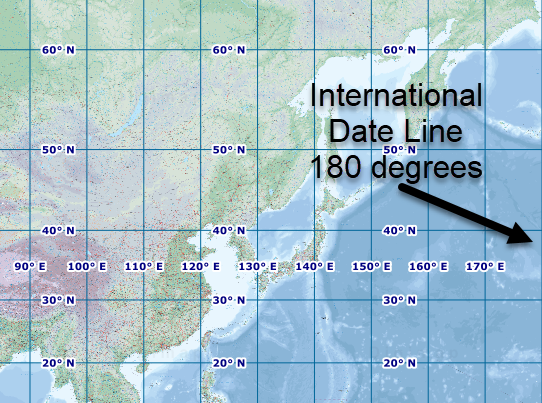 60° N 60° N 60° N
International
Date Line
50° N 50° N 50° N
180 degrees
40° N 40° N 40° N
90° E 100° E 110° E 120° E 130° E 140° E 150° E 160° E 170° E
30° N 30° N 30° N
20° N 20° N 20° N